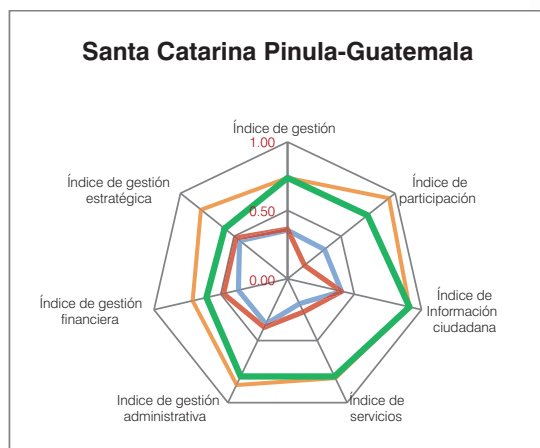 Santa Catarina Pinula-Guatemala
Índice de gestión
1.00
Índice de gestión
estratégica
Índice de
participación
0.50
0.00
Índice de gestión
financiera
Índice de
Información
ciudadana
Indice de gestión
administrativa
Índice de
servicios